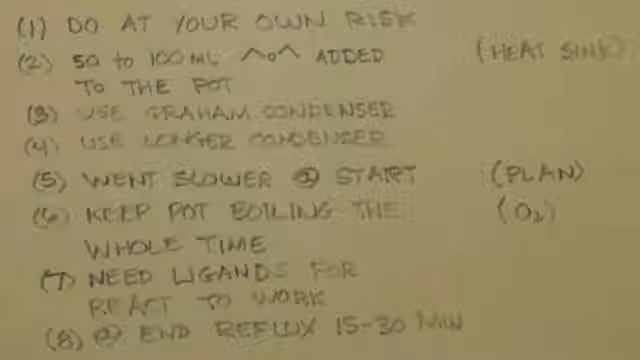 (1) DO AT YOUR OWN RISK
(2) 50 to 100 ML ^o^ ADDED (HEAT SINK)
TO THE POT
(3) USE GRAHAM CONDENSER
(4) USE LONGER CONDENSER
(5) WENT SLOWER @ START (PLAN)
(6) KEEP POT BOILING THE (O₂)
WHOLE TIME
(7) NEED LIGANDS FOR
REACT TO WORK
(8) @ END REFLUX 15-30 MIN